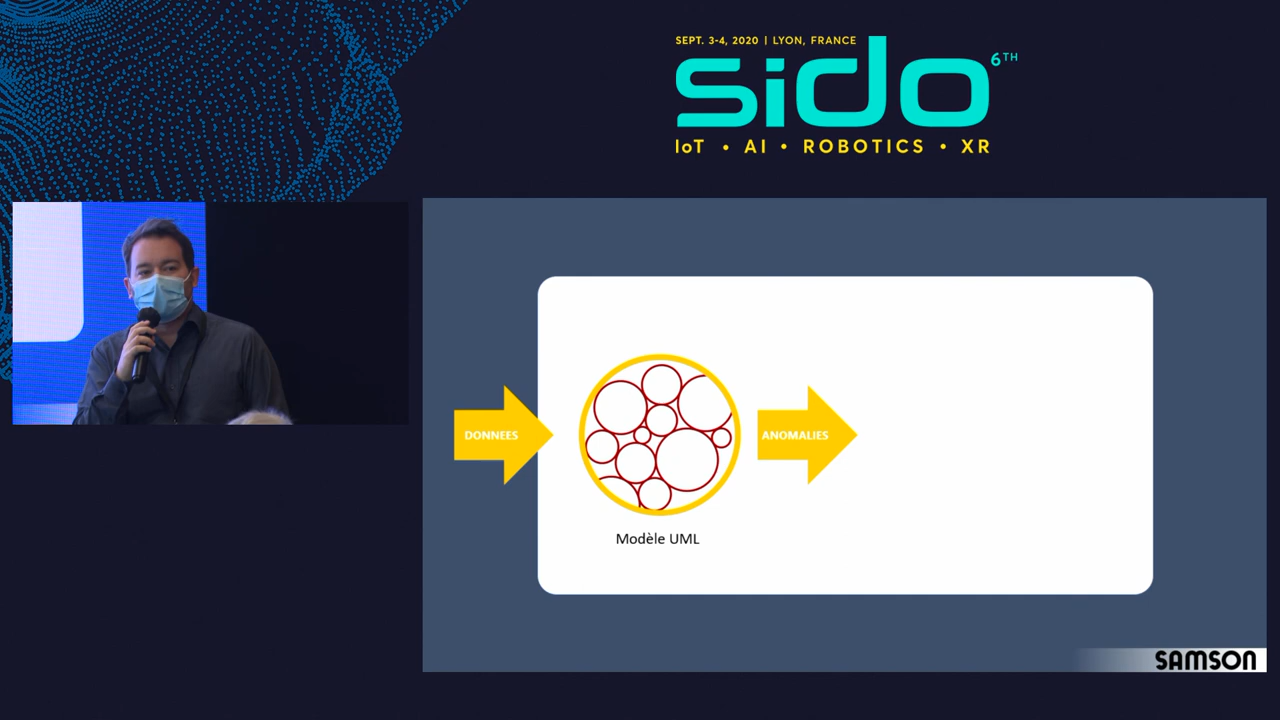 SEPT. 3-4, 2020 | LYON, FRANCE
sido 6TH
IoT • AI • ROBOTICS • XR
DONNEES
ANOMALIES
Modèle UML
SAMSON